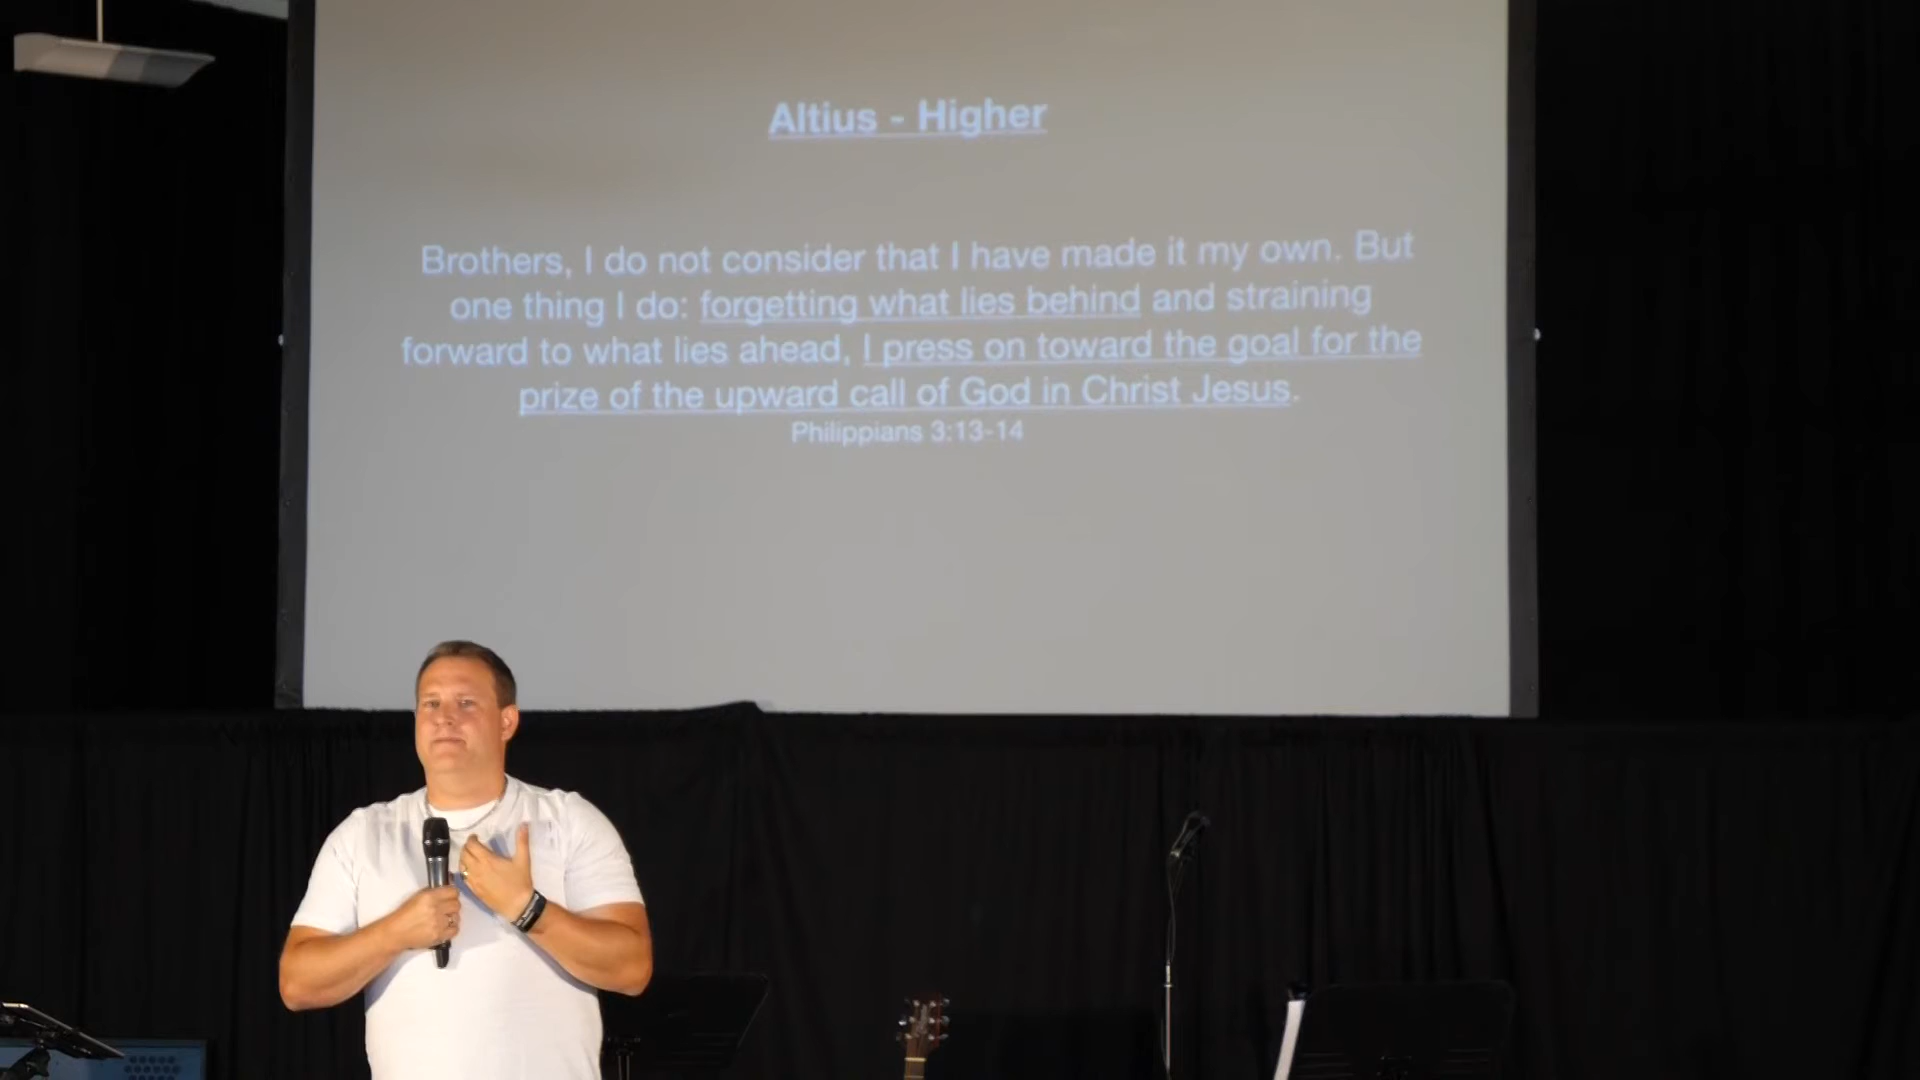 Altius - Higher
Brothers, I do not consider that I have made it my own. But
one thing I do: forgetting what lies behind and straining
forward to what lies ahead, I press on toward the goal for the
prize of the upward call of God in Christ Jesus.
Philippians 3:13-14